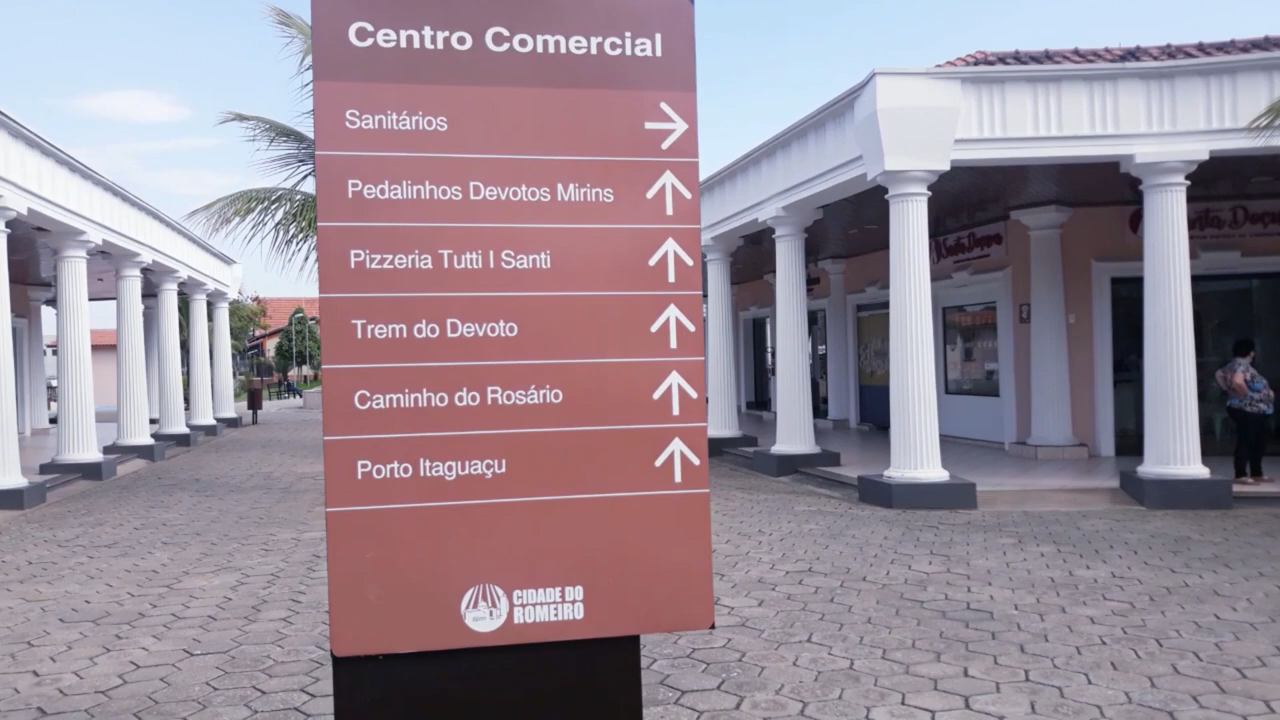 Centro Comercial
Sanitários
Pedalinhos Devotos Mirins
Pizzeria Tutti I Santi
Trem do Devoto
Caminho do Rosário
Porto Itaguaçu
CIDADE DO
ROMEIRO
Santa